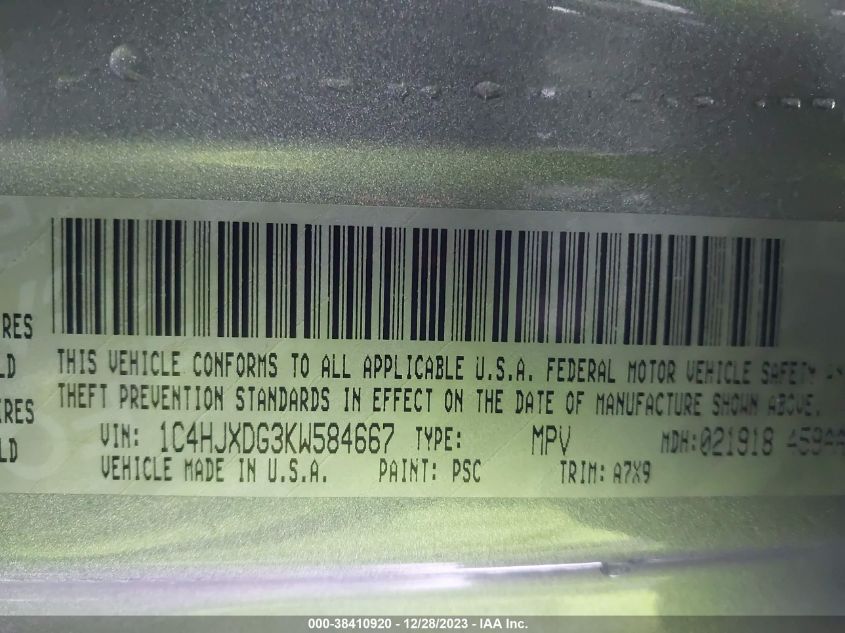 RES
LD
IRES
LD
THIS VEHICLE CONFORMS TO ALL APPLICABLE U.S.A. FEDERAL MOTOR VEHICLE SAFETY
THEFT PREVENTION STANDARDS IN EFFECT ON THE DATE OF MANUFACTURE SHOWN ABOVE.
VIN: 1C4HJXDG3KW584667 TYPE: MPV MDH:021918 459AA
VEHICLE MADE IN U.S.A. PAINT: PSC TRIM: A7X9
000-38410920 - 12/28/2023 - IAA Inc.